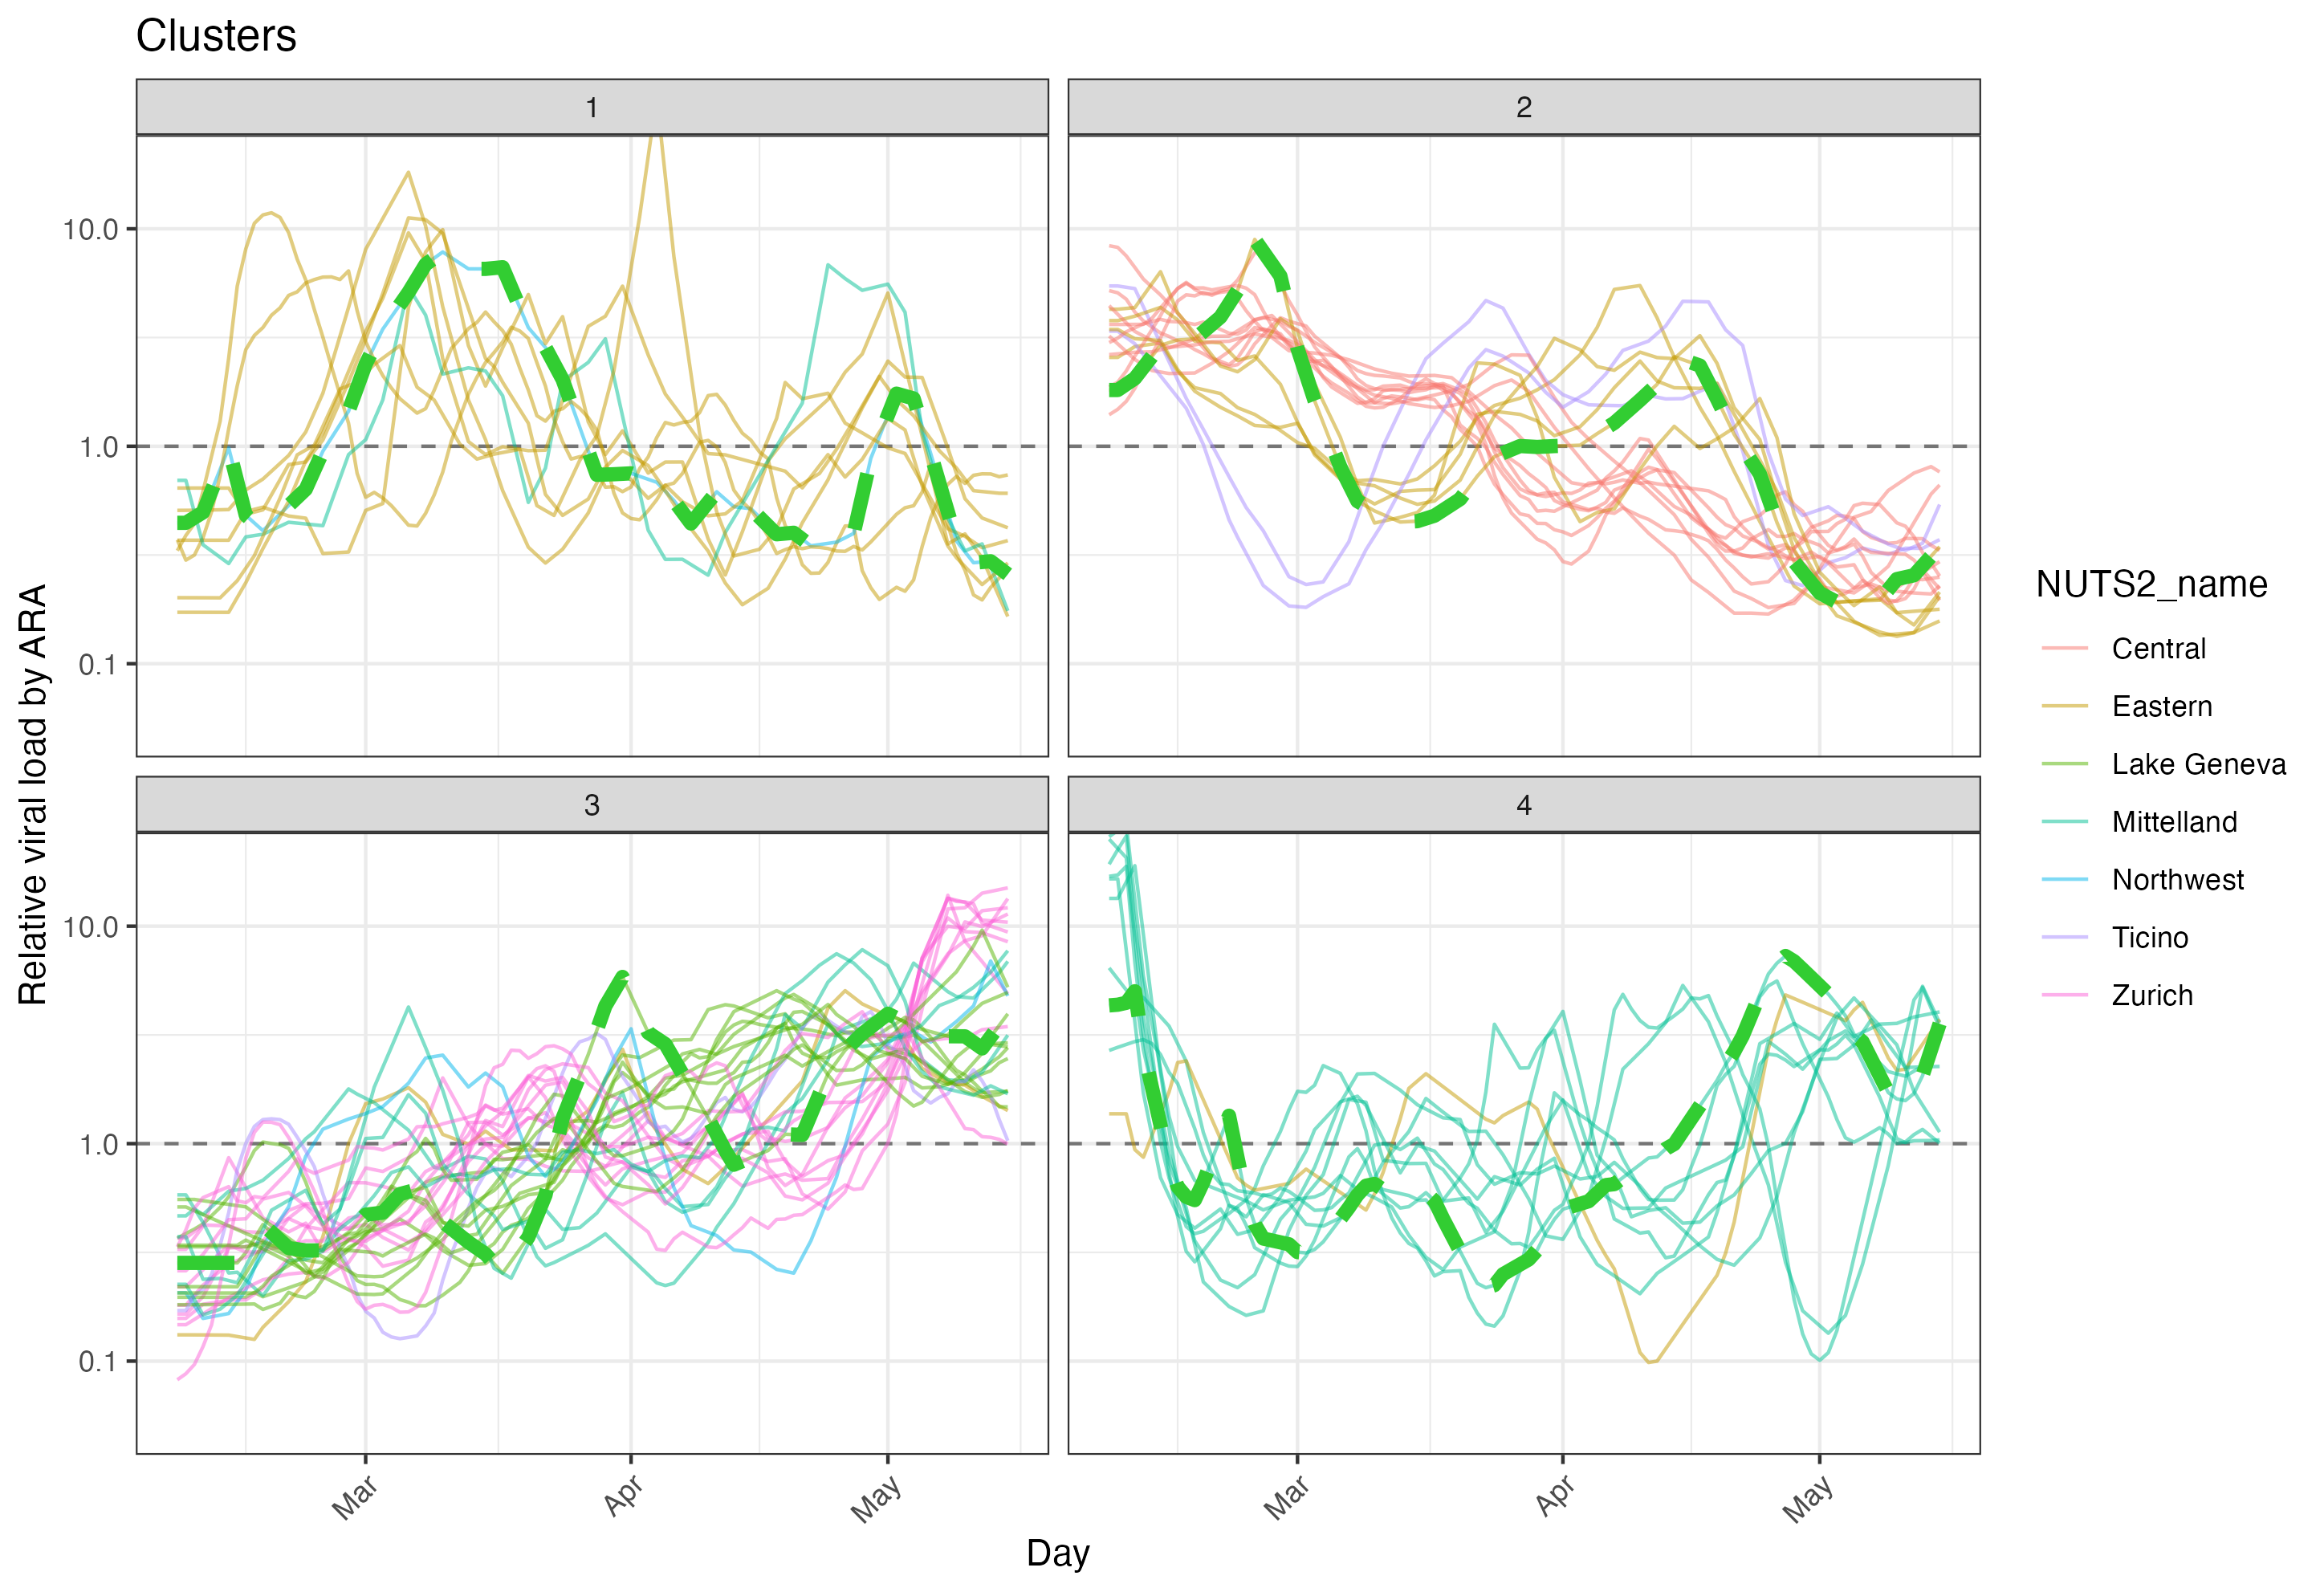 Clusters
1
2
10.0
1.0
0.1
3
4
10.0
1.0
0.1
Mar
Apr
May
Mar
Apr
May
Day
Relative viral load by ARA
NUTS2_name
Central
Eastern
Lake Geneva
Mittelland
Northwest
Ticino
Zurich